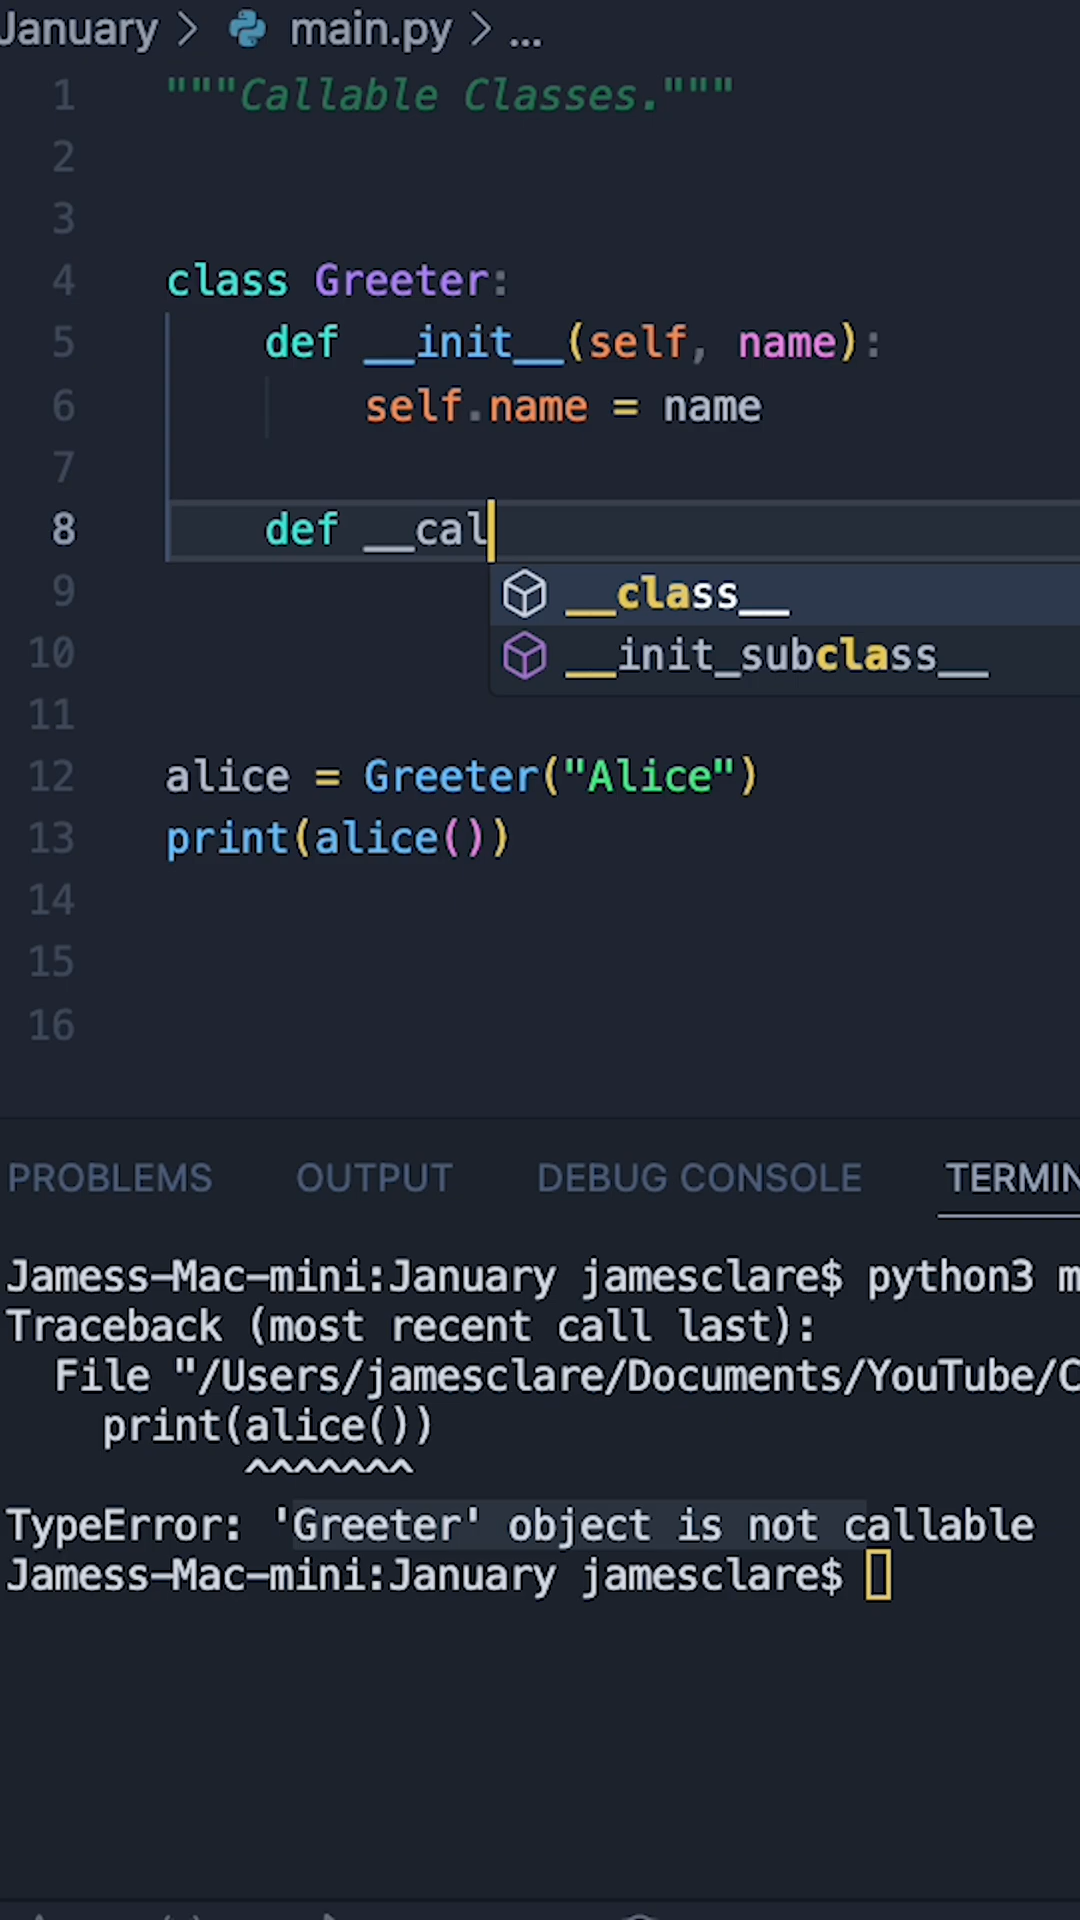 January > main.py > ...
1 """Callable Classes."""
2
3
4 class Greeter:
5 def __init__(self, name):
6 self.name = name
7
8 def __cal
9 __class__
10 __init_subclass__
11
12 alice = Greeter("Alice")
13 print(alice())
14
15
16
PROBLEMS OUTPUT DEBUG CONSOLE TERMIN
Jamess-Mac-mini:January jamesclare$ python3 m
Traceback (most recent call last):
File "/Users/jamesclare/Documents/YouTube/C
print(alice())
^^^^^^^
TypeError: 'Greeter' object is not callable
Jamess-Mac-mini:January jamesclare$